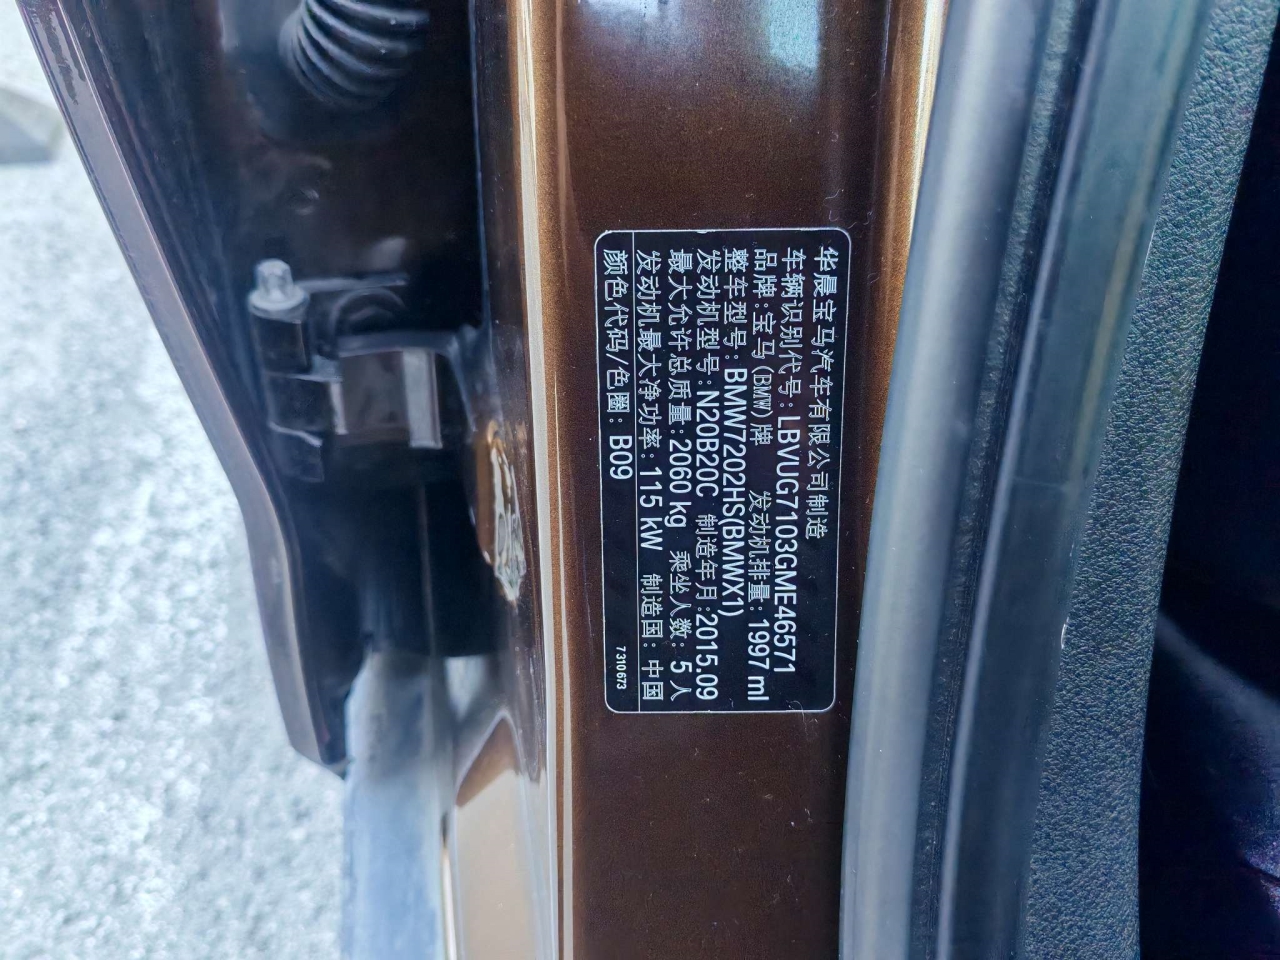 华晨宝马汽车有限公司制造
车辆识别代号：LBVUG7103GME46571
品牌：宝马(BMW)牌 发动机排量：1997 ml
整车型号：BMW7202HS(BMWX1)
发动机型号：N20B20C 制造年月：2015.09
最大允许总质量：2060 kg 乘坐人数：5 人
发动机最大净功率：115 kW 制造国：中国
颜色代码/色圈：B09 7310673